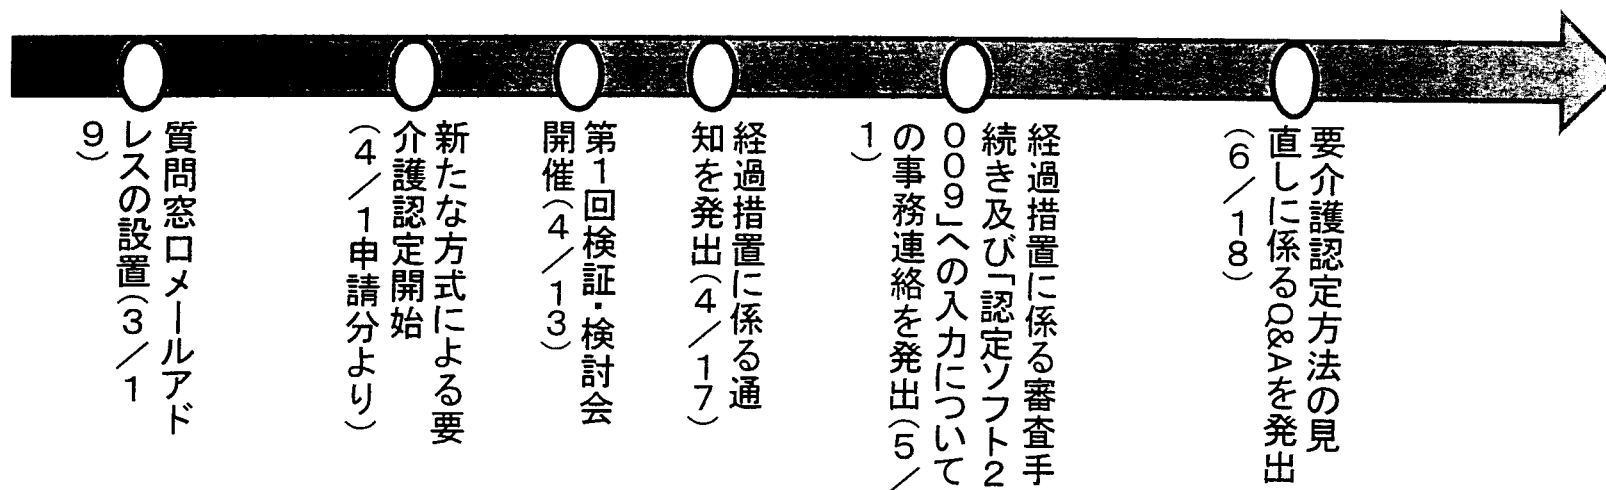 質問窓口メールアド
レスの設置(3/1
9)
新たな方式による要
介護認定開始
(4/1申請分より)
第1回検証・検討会
開催(4/13)
経過措置に係る通
知を発出(4/17)
経過措置に係る審査手
続き及び「認定ソフト2
009」への入力について
の事務連絡を発出(5/
1)
要介護認定方法の見
直しに係るQ&Aを発出
(6/18)